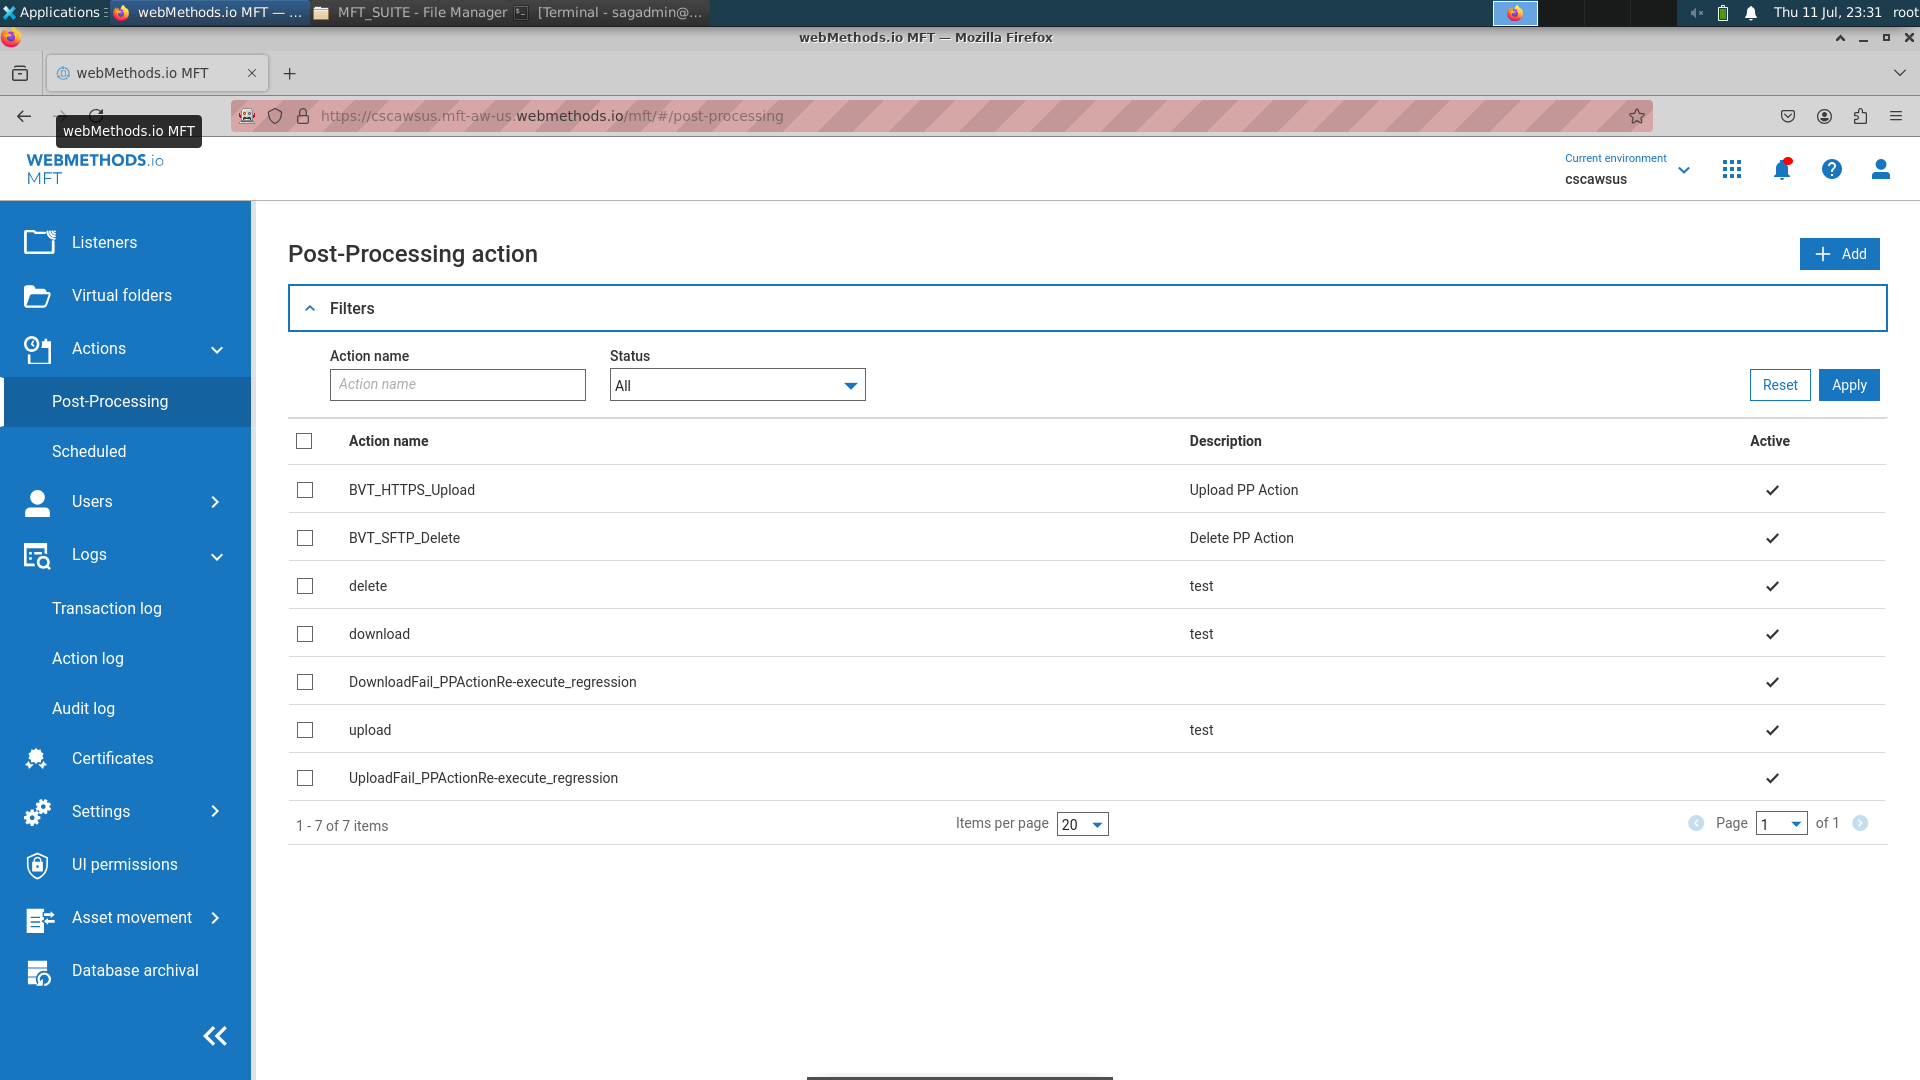 Applications
webMethods.io MFT — ...
MFT_SUITE - File Manager
[Terminal - sagadmin@...
Thu 11 Jul, 23:31
root
webMethods.io MFT — Mozilla Firefox
webMethods.io MFT
https://cscawsus.mft-aw-us.webmethods.io/mft/#/post-processing
webMethods.io MFT
WEBMETHODS.io
MFT
Current environment
cscawsus
Listeners
Virtual folders
Actions
Post-Processing
Scheduled
Users
Logs
Transaction log
Action log
Audit log
Certificates
Settings
UI permissions
Asset movement
Database archival
Post-Processing action
Add
Filters
Action name Status
Action name All Reset Apply
Action name Description Active
BVT_HTTPS_Upload Upload PP Action
BVT_SFTP_Delete Delete PP Action
delete test
download test
DownloadFail_PPActionRe-execute_regression
upload test
UploadFail_PPActionRe-execute_regression
1 - 7 of 7 items Items per page 20 Page 1 of 1